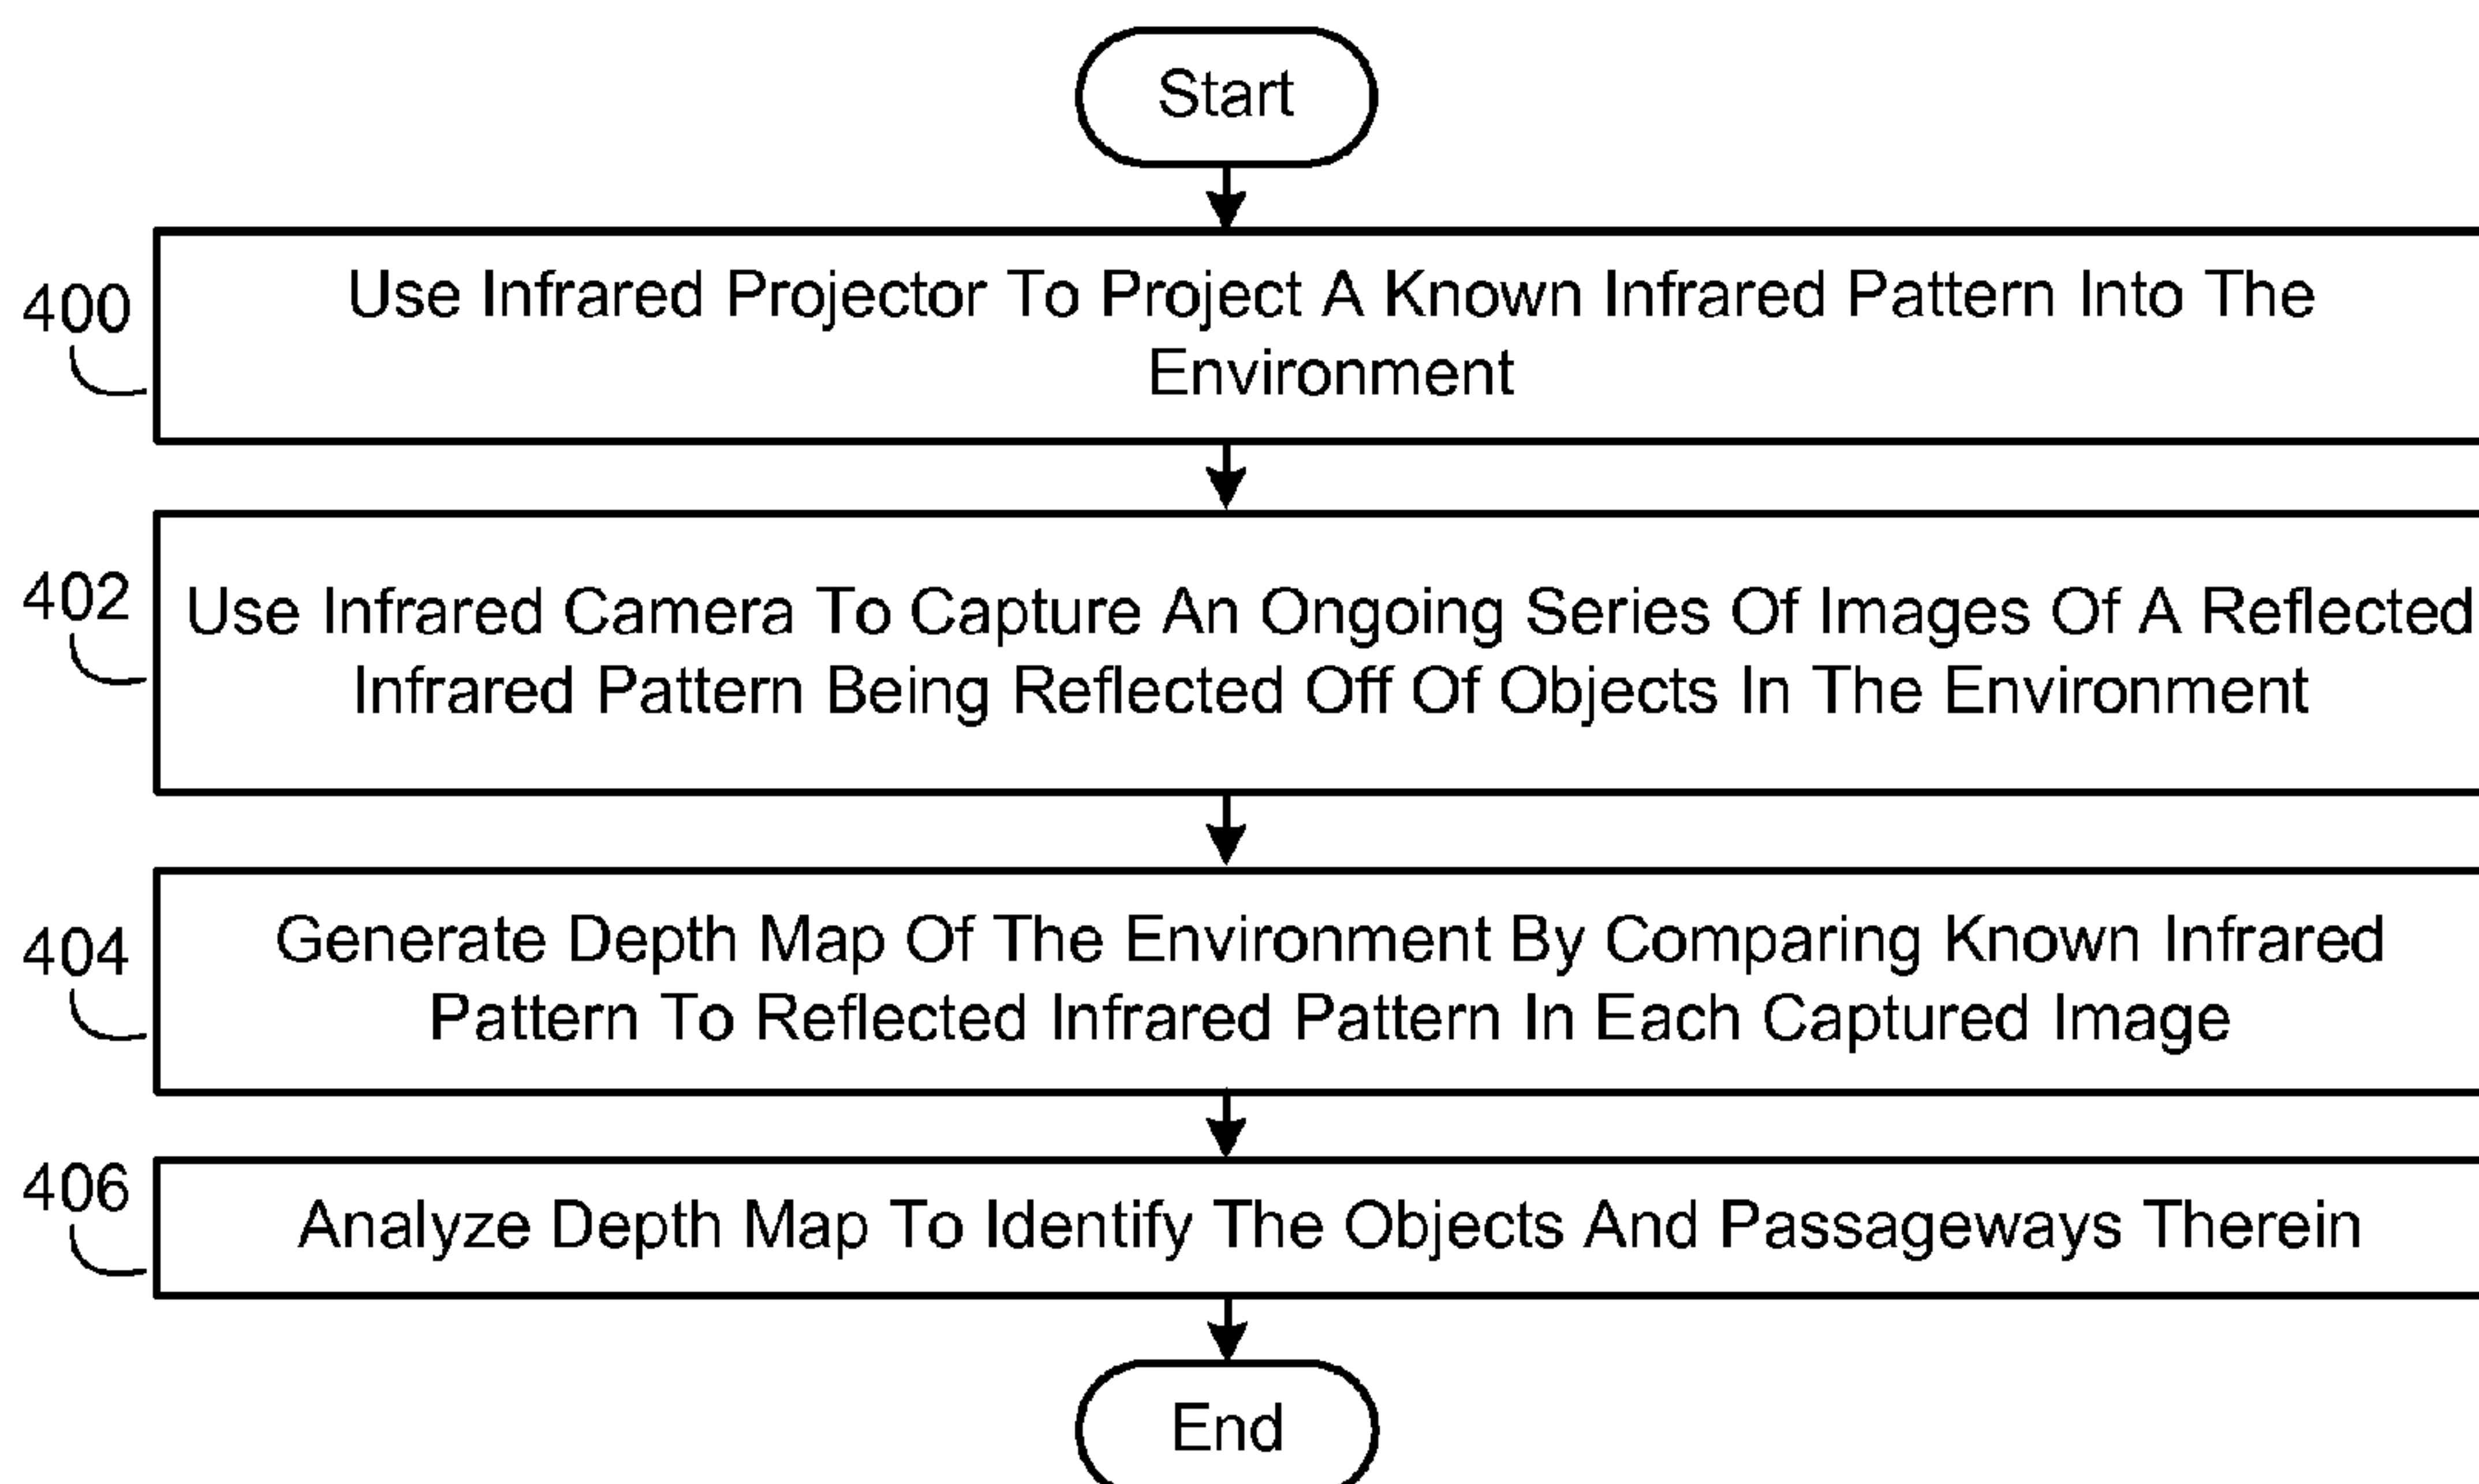 Start
400
Use Infrared Projector To Project A Known Infrared Pattern Into The
Environment
402
Use Infrared Camera To Capture An Ongoing Series Of Images Of A Reflected
Infrared Pattern Being Reflected Off Of Objects In The Environment
404
Generate Depth Map Of The Environment By Comparing Known Infrared
Pattern To Reflected Infrared Pattern In Each Captured Image
406
Analyze Depth Map To Identify The Objects And Passageways Therein
End